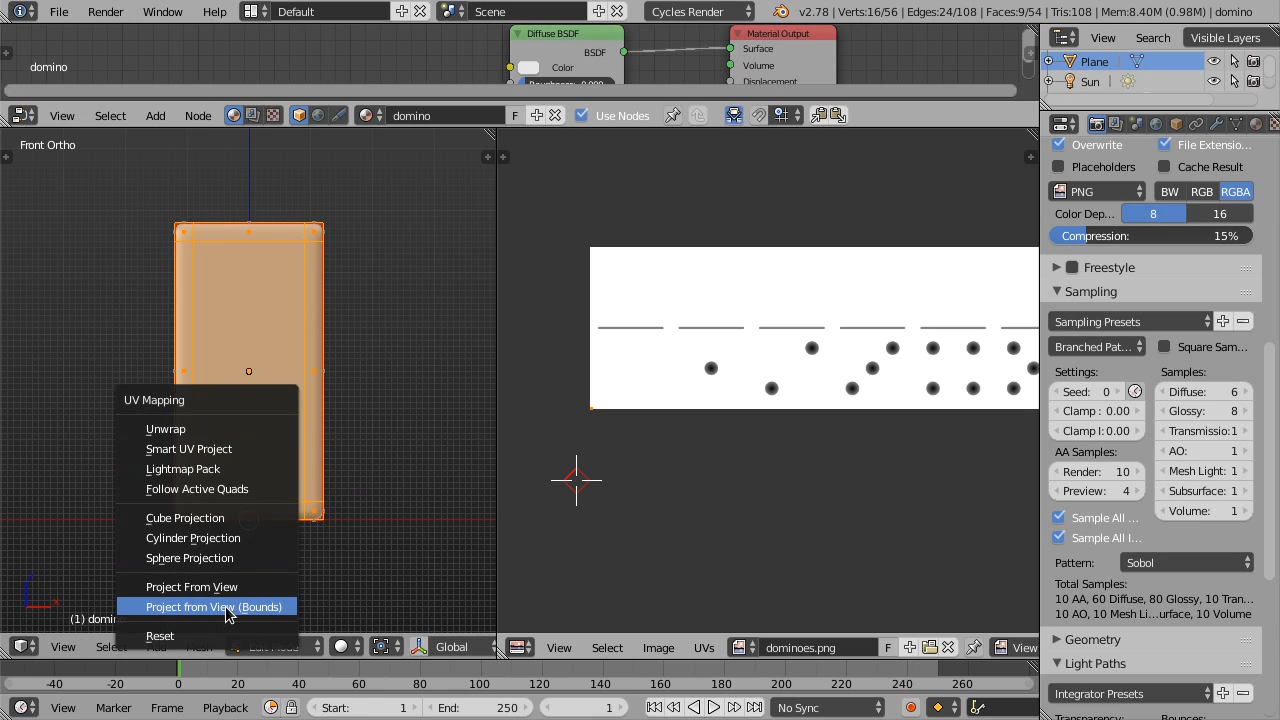 File Render Window Help Default Scene Cycles Render v2.78 | Verts:16/56 | Edges:24/108 | Faces:9/54 | Tris:108 | Mem:8.40M (0.98M) | domino
Diffuse BSDF
BSDF
Color
Roughness: 0.000
Material Output
Surface
Volume
Displacement
domino
View Select Add Node domino F Use Nodes
View Search Visible Layers
Plane
Sun
Front Ortho
UV Mapping
Unwrap
Smart UV Project
Lightmap Pack
Follow Active Quads
Cube Projection
Cylinder Projection
Sphere Projection
Project From View
Project from View (Bounds)
Reset
(1) domin
View Select Add Mesh Edit Mode Global
View Select Image UVs dominoes.png F View
Overwrite File Extensio...
Placeholders Cache Result
PNG BW RGB RGBA
Color Dep... 8 16
Compression: 15%
Freestyle
Sampling
Sampling Presets
Branched Pat... Square Sam...
Settings: Samples:
Seed: 0 Diffuse: 6
Clamp : 0.00 Glossy: 8
Clamp I: 0.00 Transmissio: 1
AA Samples: AO: 1
Render: 10 Mesh Light: 1
Preview: 4 Subsurface: 1
Sample All ... Volume: 1
Sample All I...
Pattern: Sobol
Total Samples:
10 AA, 60 Diffuse, 80 Glossy, 10 Tran...
10 AO, 10 Mesh Li...urface, 10 Volume
Geometry
Light Paths
Integrator Presets
Transparency: Bounces:
-40 -20 0 20 40 60 80 100 120 140 160 180 200 220 240 260
View Marker Frame Playback Start: 1 End: 250 1 No Sync